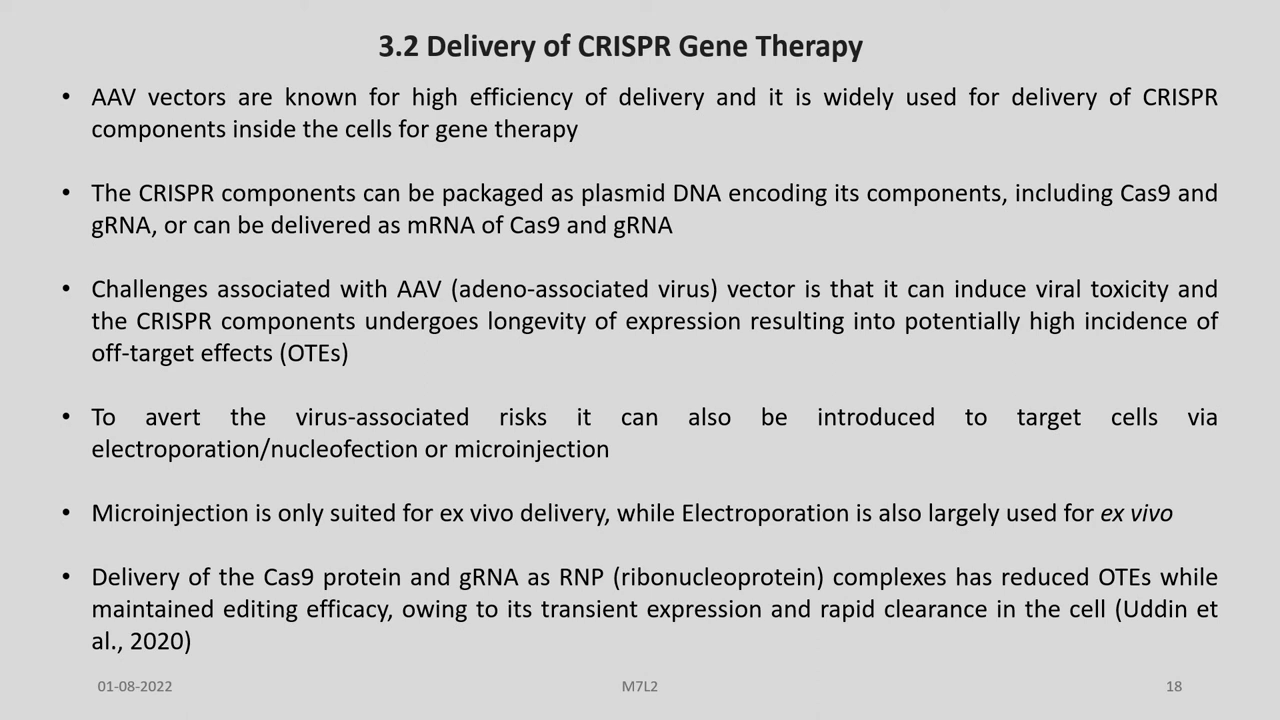 3.2 Delivery of CRISPR Gene Therapy
• AAV vectors are known for high efficiency of delivery and it is widely used for delivery of CRISPR
components inside the cells for gene therapy
• The CRISPR components can be packaged as plasmid DNA encoding its components, including Cas9 and
gRNA, or can be delivered as mRNA of Cas9 and gRNA
• Challenges associated with AAV (adeno-associated virus) vector is that it can induce viral toxicity and
the CRISPR components undergoes longevity of expression resulting into potentially high incidence of
off-target effects (OTEs)
• To avert the virus-associated risks it can also be introduced to target cells via
electroporation/nucleofection or microinjection
• Microinjection is only suited for ex vivo delivery, while Electroporation is also largely used for ex vivo
• Delivery of the Cas9 protein and gRNA as RNP (ribonucleoprotein) complexes has reduced OTEs while
maintained editing efficacy, owing to its transient expression and rapid clearance in the cell (Uddin et
al., 2020)
01-08-2022 M7L2 18